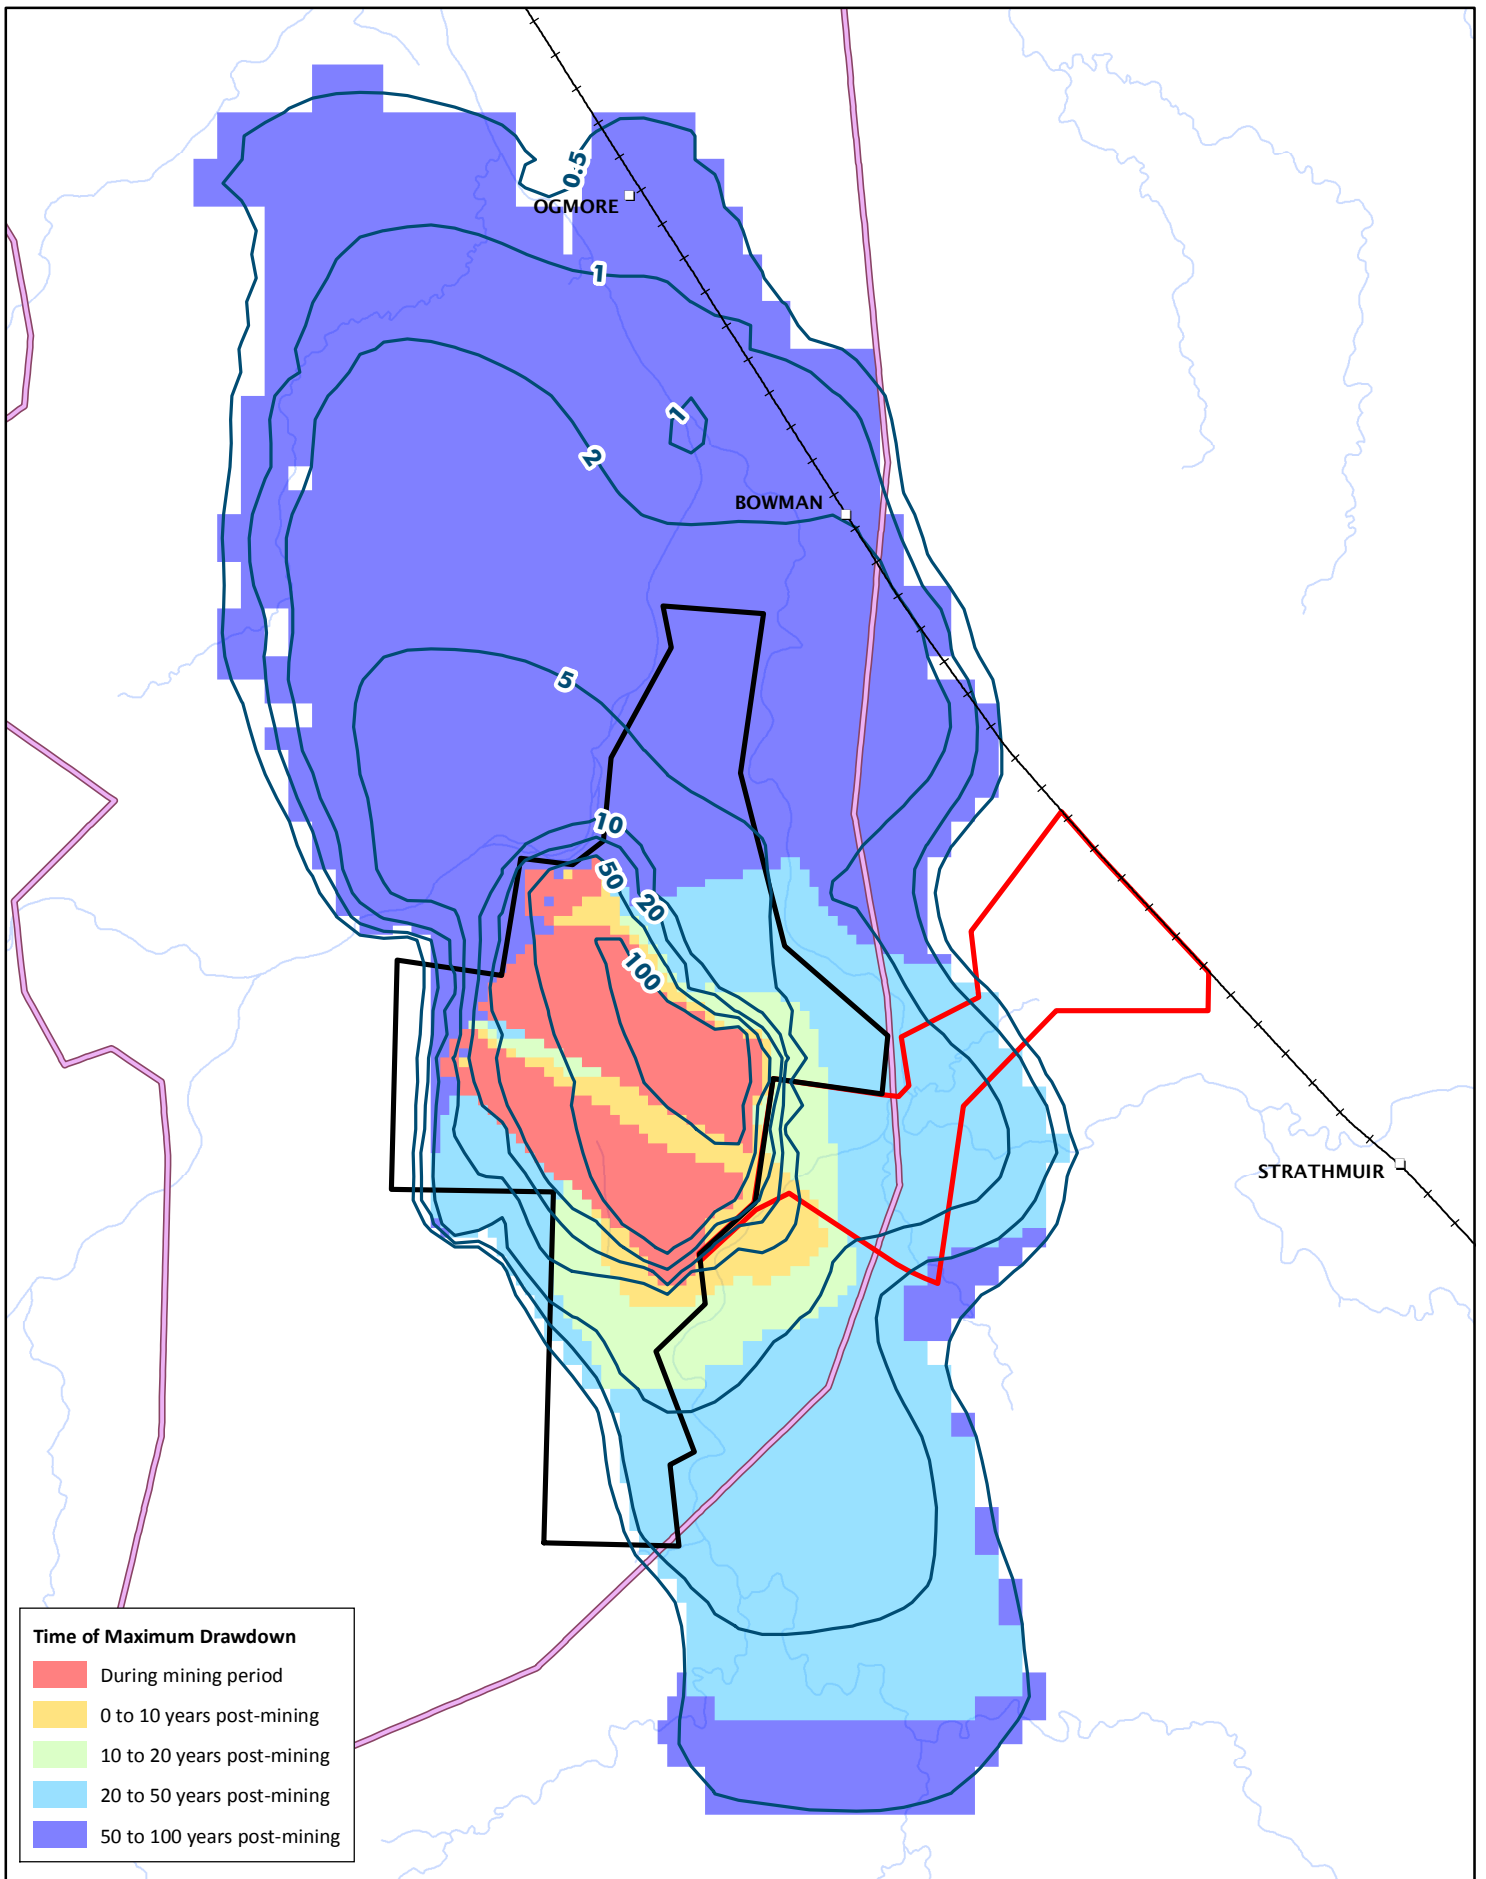 0.5
OGMORE
1
1
2
BOWMAN
5
10
50
20
100
STRATHMUIR
Time of Maximum Drawdown
During mining period
0 to 10 years post-mining
10 to 20 years post-mining
20 to 50 years post-mining
50 to 100 years post-mining